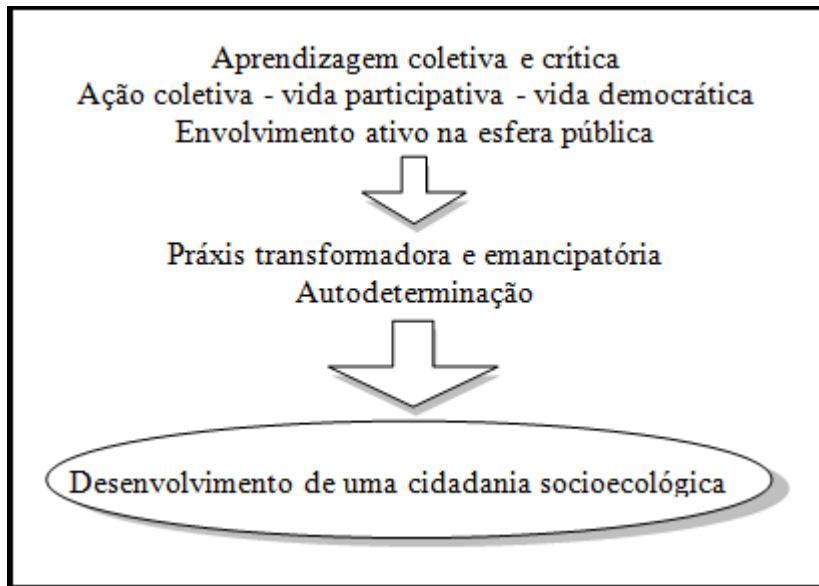 Aprendizagem coletiva e crítica
Ação coletiva - vida participativa - vida democrática
Envolvimento ativo na esfera pública
Práxis transformadora e emancipatória
Autodeterminação
Desenvolvimento de uma cidadania socioecológica